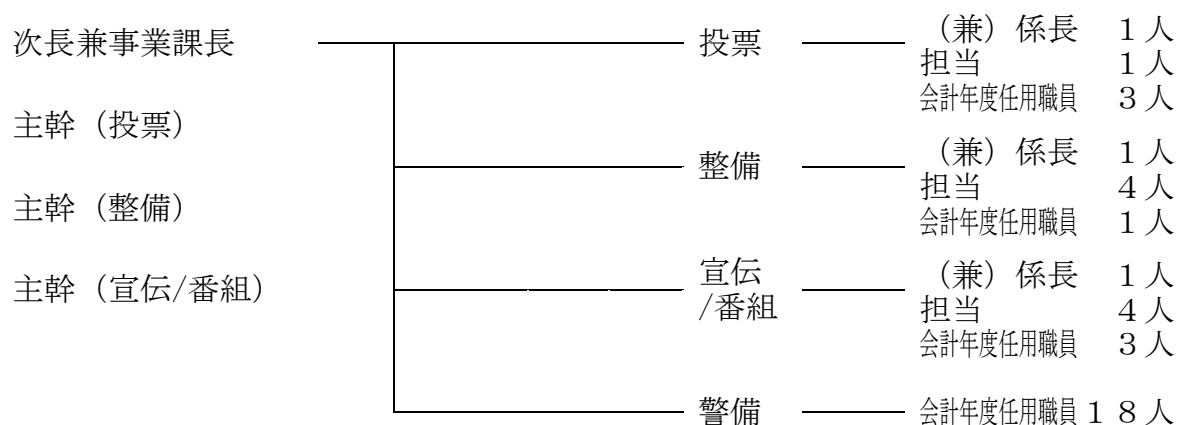 次長兼事業課長 投票 （兼）係長 １人
担当 １人
会計年度任用職員 ３人
主幹（投票）
整備 （兼）係長 １人
担当 ４人
会計年度任用職員 １人
主幹（整備）
主幹（宣伝/番組）
宣伝
/番組
（兼）係長 １人
担当 ４人
会計年度任用職員 ３人
警備 会計年度任用職員１８人